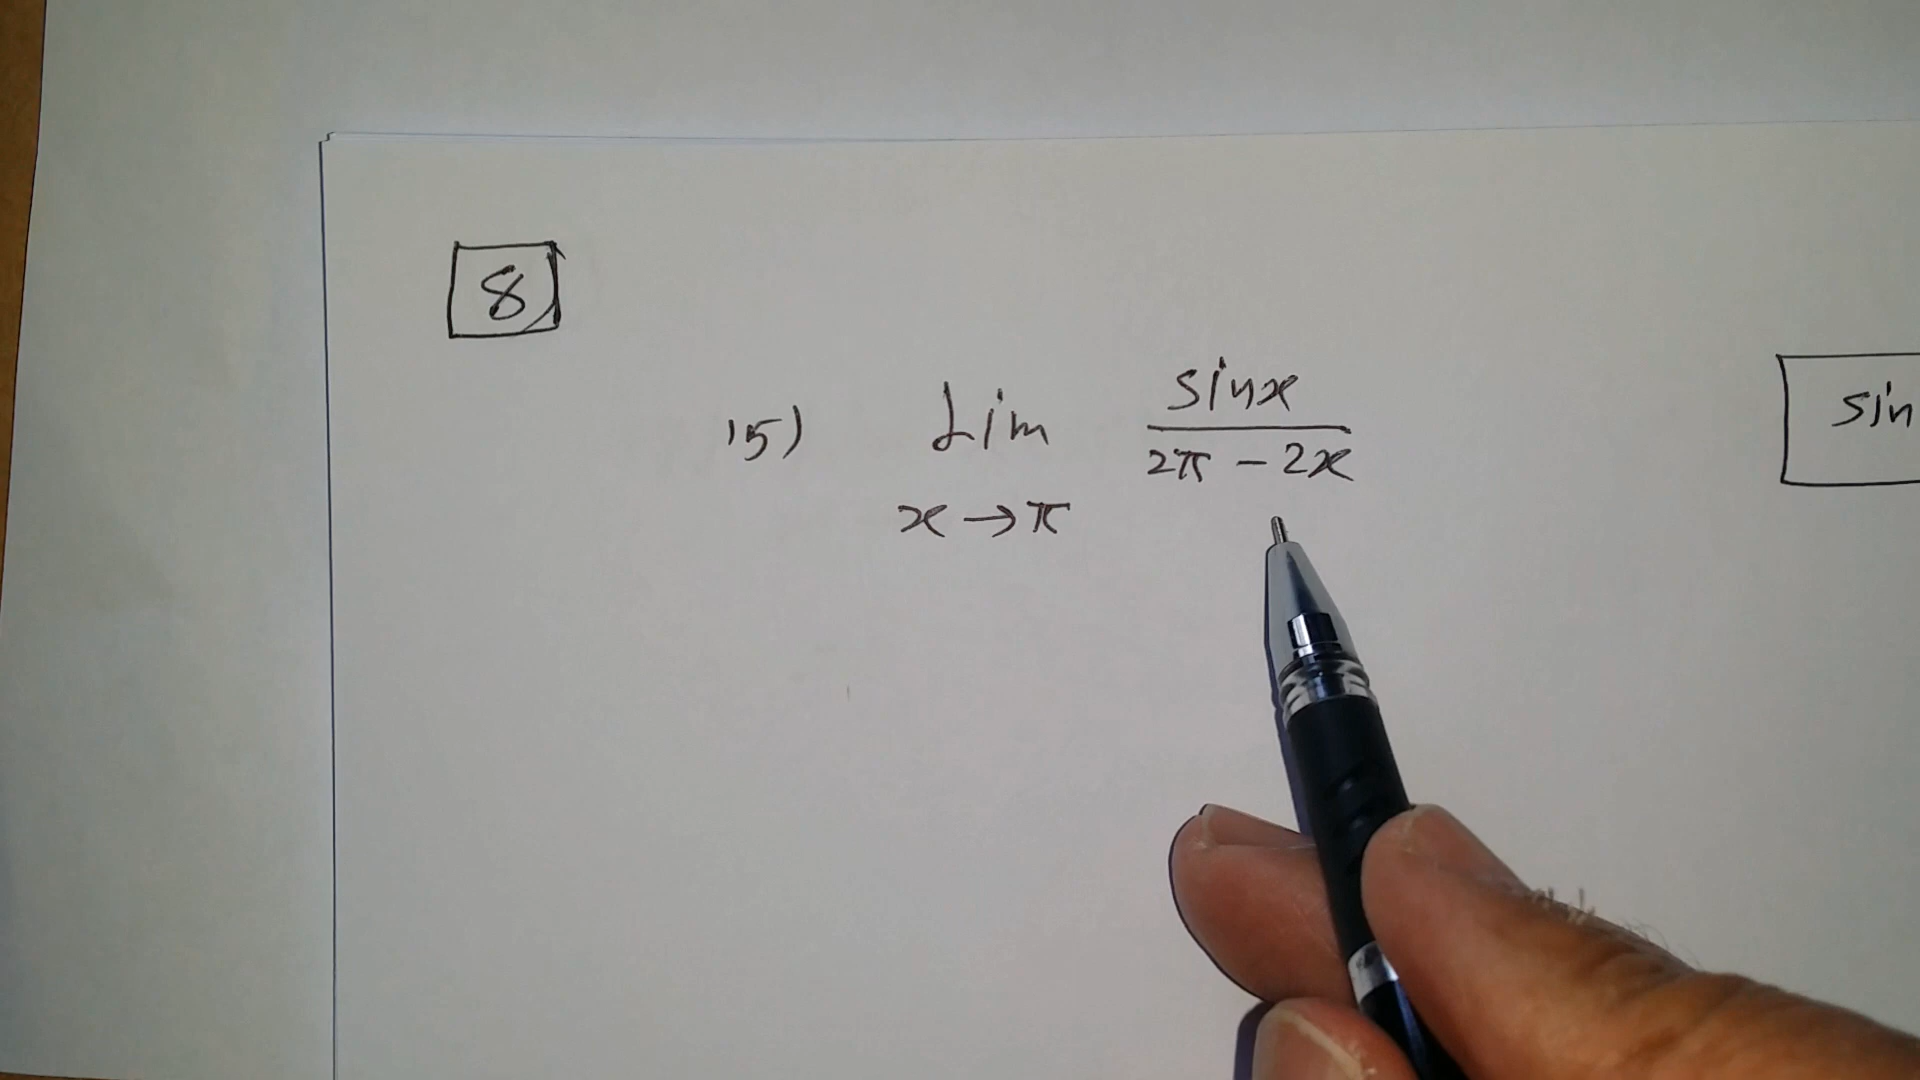 8
15) Lim sinx / 2π - 2x
x → π
sin